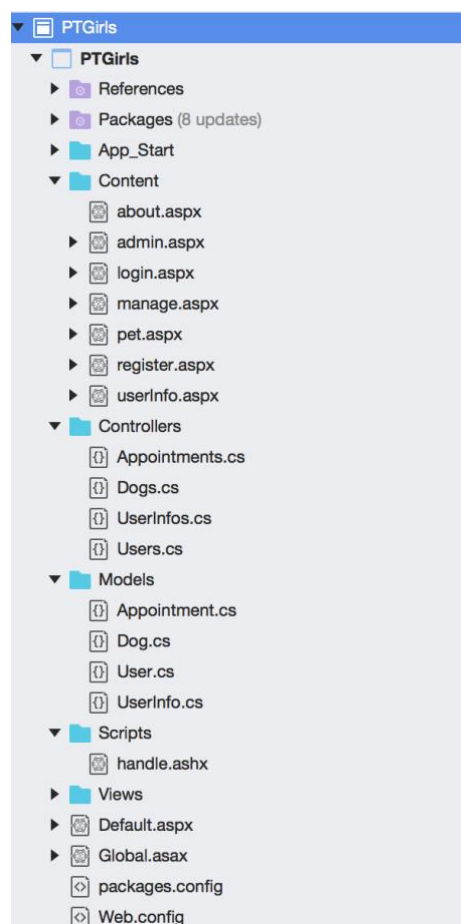 PTGirls
PTGirls
References
Packages (8 updates)
App_Start
Content
about.aspx
admin.aspx
login.aspx
manage.aspx
pet.aspx
register.aspx
userInfo.aspx
Controllers
Appointments.cs
Dogs.cs
UserInfos.cs
Users.cs
Models
Appointment.cs
Dog.cs
User.cs
UserInfo.cs
Scripts
handle.ashx
Views
Default.aspx
Global.asax
packages.config
Web.config